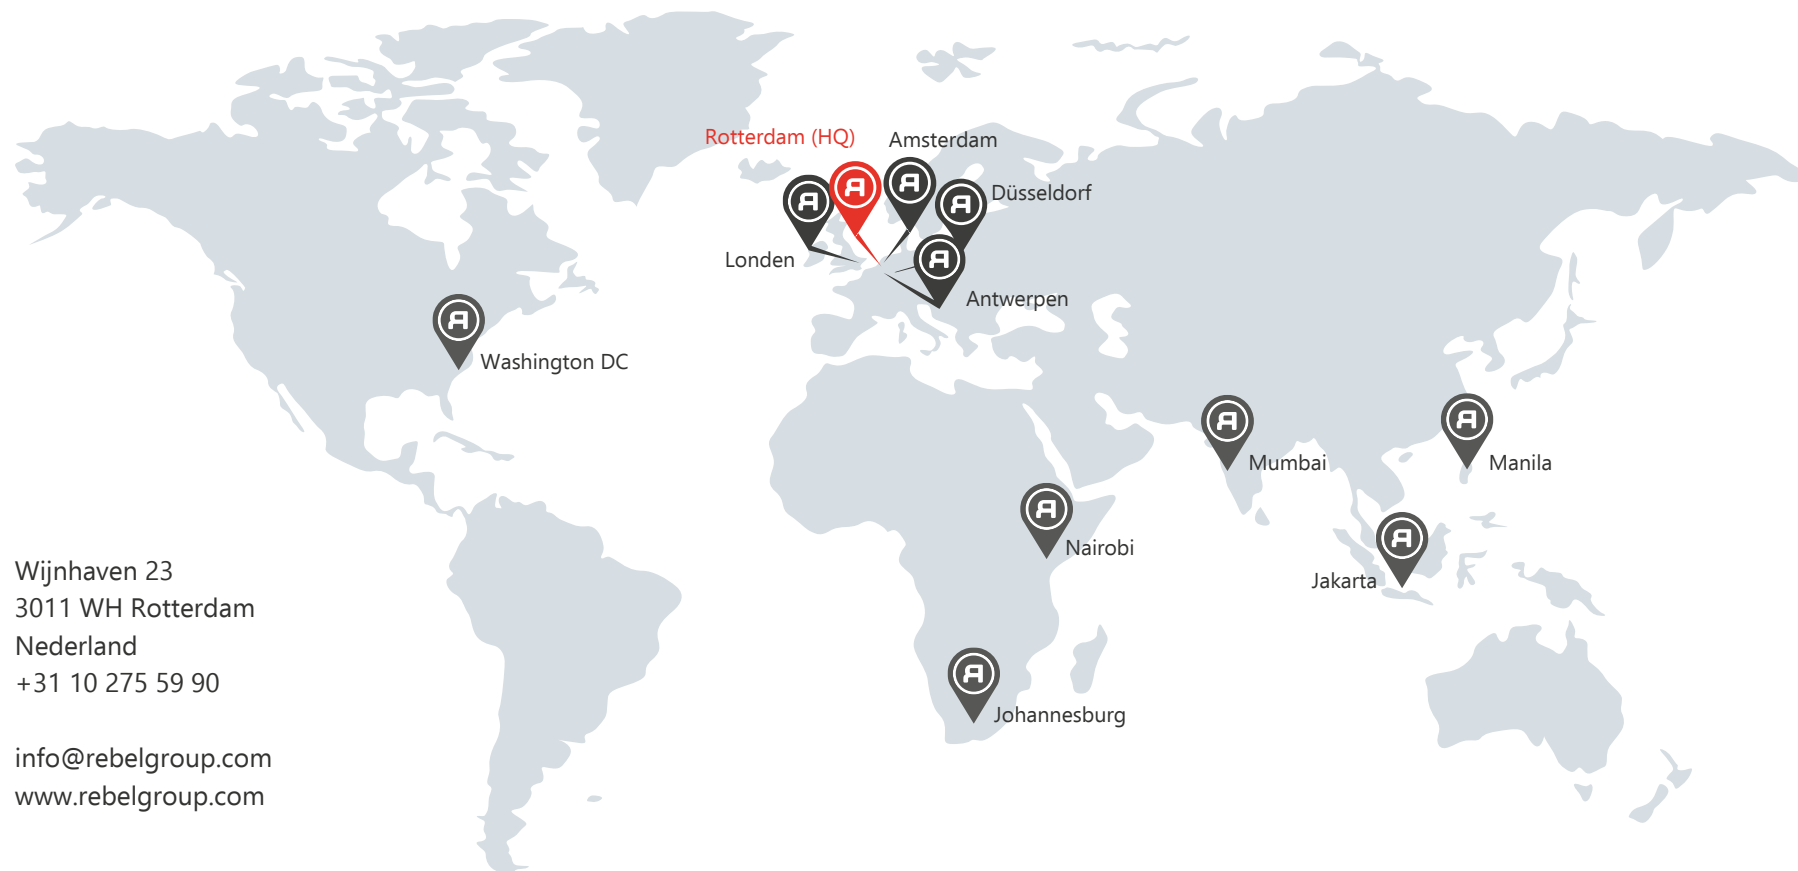 Rotterdam (HQ)
Amsterdam
Düsseldorf
Londen
Antwerpen
Washington DC
Mumbai
Manila
Nairobi
Jakarta
Johannesburg
Wijnhaven 23
3011 WH Rotterdam
Nederland
+31 10 275 59 90
info@rebelgroup.com
www.rebelgroup.com